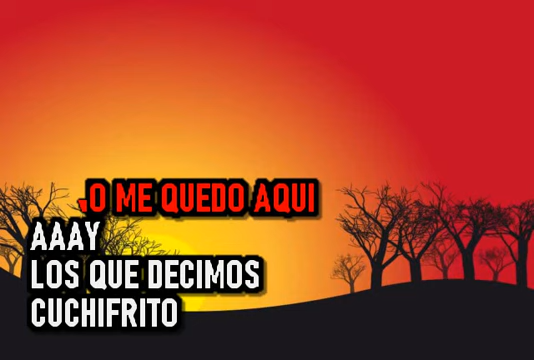 O ME QUEDO AQUI
AAAY
LOS QUE DECIMOS
CUCHIFRITO